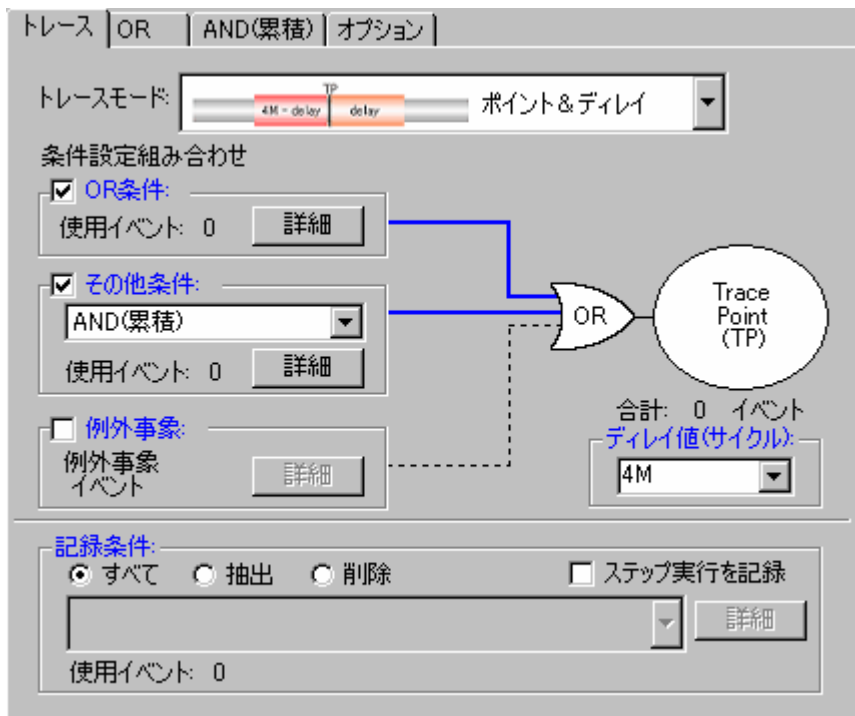 トレース OR AND(累積) オプション
トレースモード: TP 4M - delay delay ポイント&ディレイ
条件設定組み合わせ
OR条件:
使用イベント: 0 詳細
その他条件:
AND(累積)
使用イベント: 0 詳細
例外事象:
例外事象
イベント
詳細
OR
Trace
Point
(TP)
合計: 0 イベント
ディレイ値(サイクル):
4M
記録条件:
すべて 抽出 削除 ステップ実行を記録
詳細
使用イベント: 0